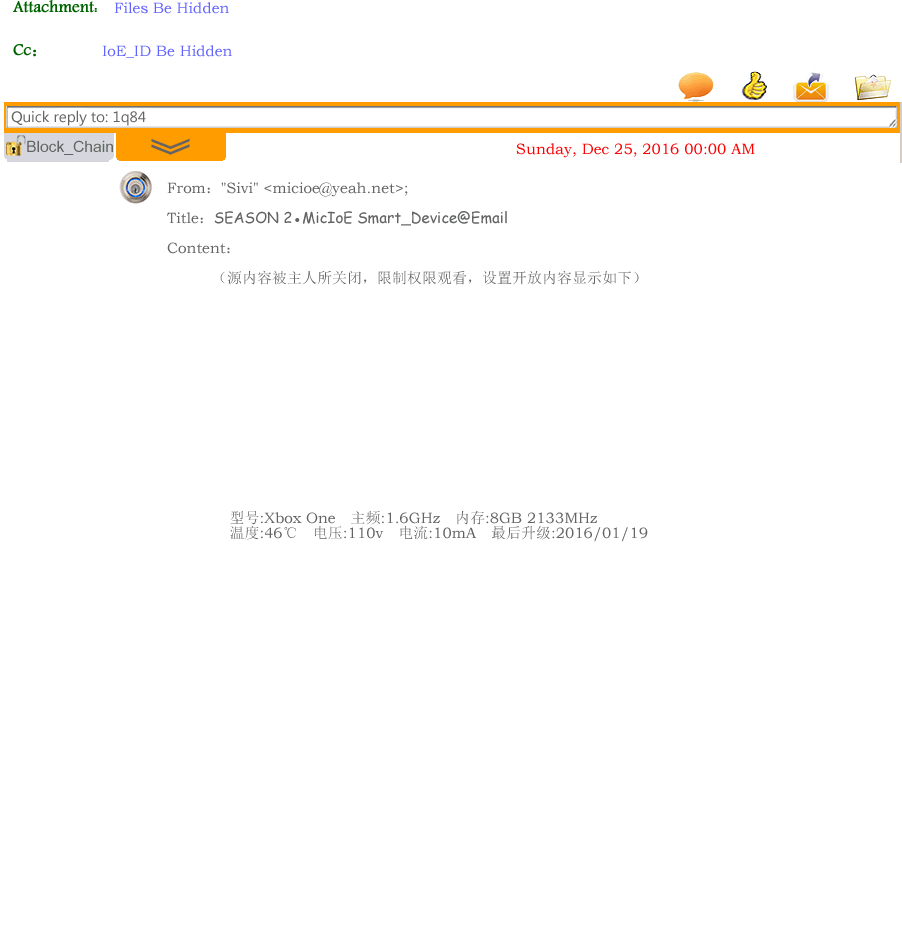 Attachment: Files Be Hidden
Cc： IoE_ID Be Hidden
Quick reply to: 1q84
Block_Chain
Sunday, Dec 25, 2016 00:00 AM
From："Sivi" <micioe@yeah.net>;
Title：SEASON 2•MicIoE Smart_Device@Email
Content：
（源内容被主人所关闭，限制权限观看，设置开放内容显示如下）
型号:Xbox One 主频:1.6GHz 内存:8GB 2133MHz
温度:46℃ 电压:110v 电流:10mA 最后升级:2016/01/19